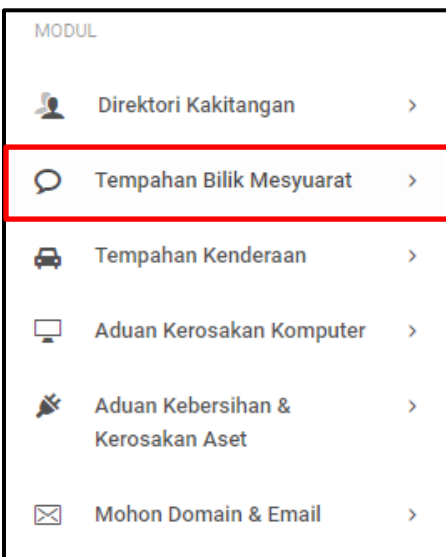 MODUL
Direktori Kakitangan
Tempahan Bilik Mesyuarat
Tempahan Kenderaan
Aduan Kerosakan Komputer
Aduan Kebersihan &
Kerosakan Aset
Mohon Domain & Email